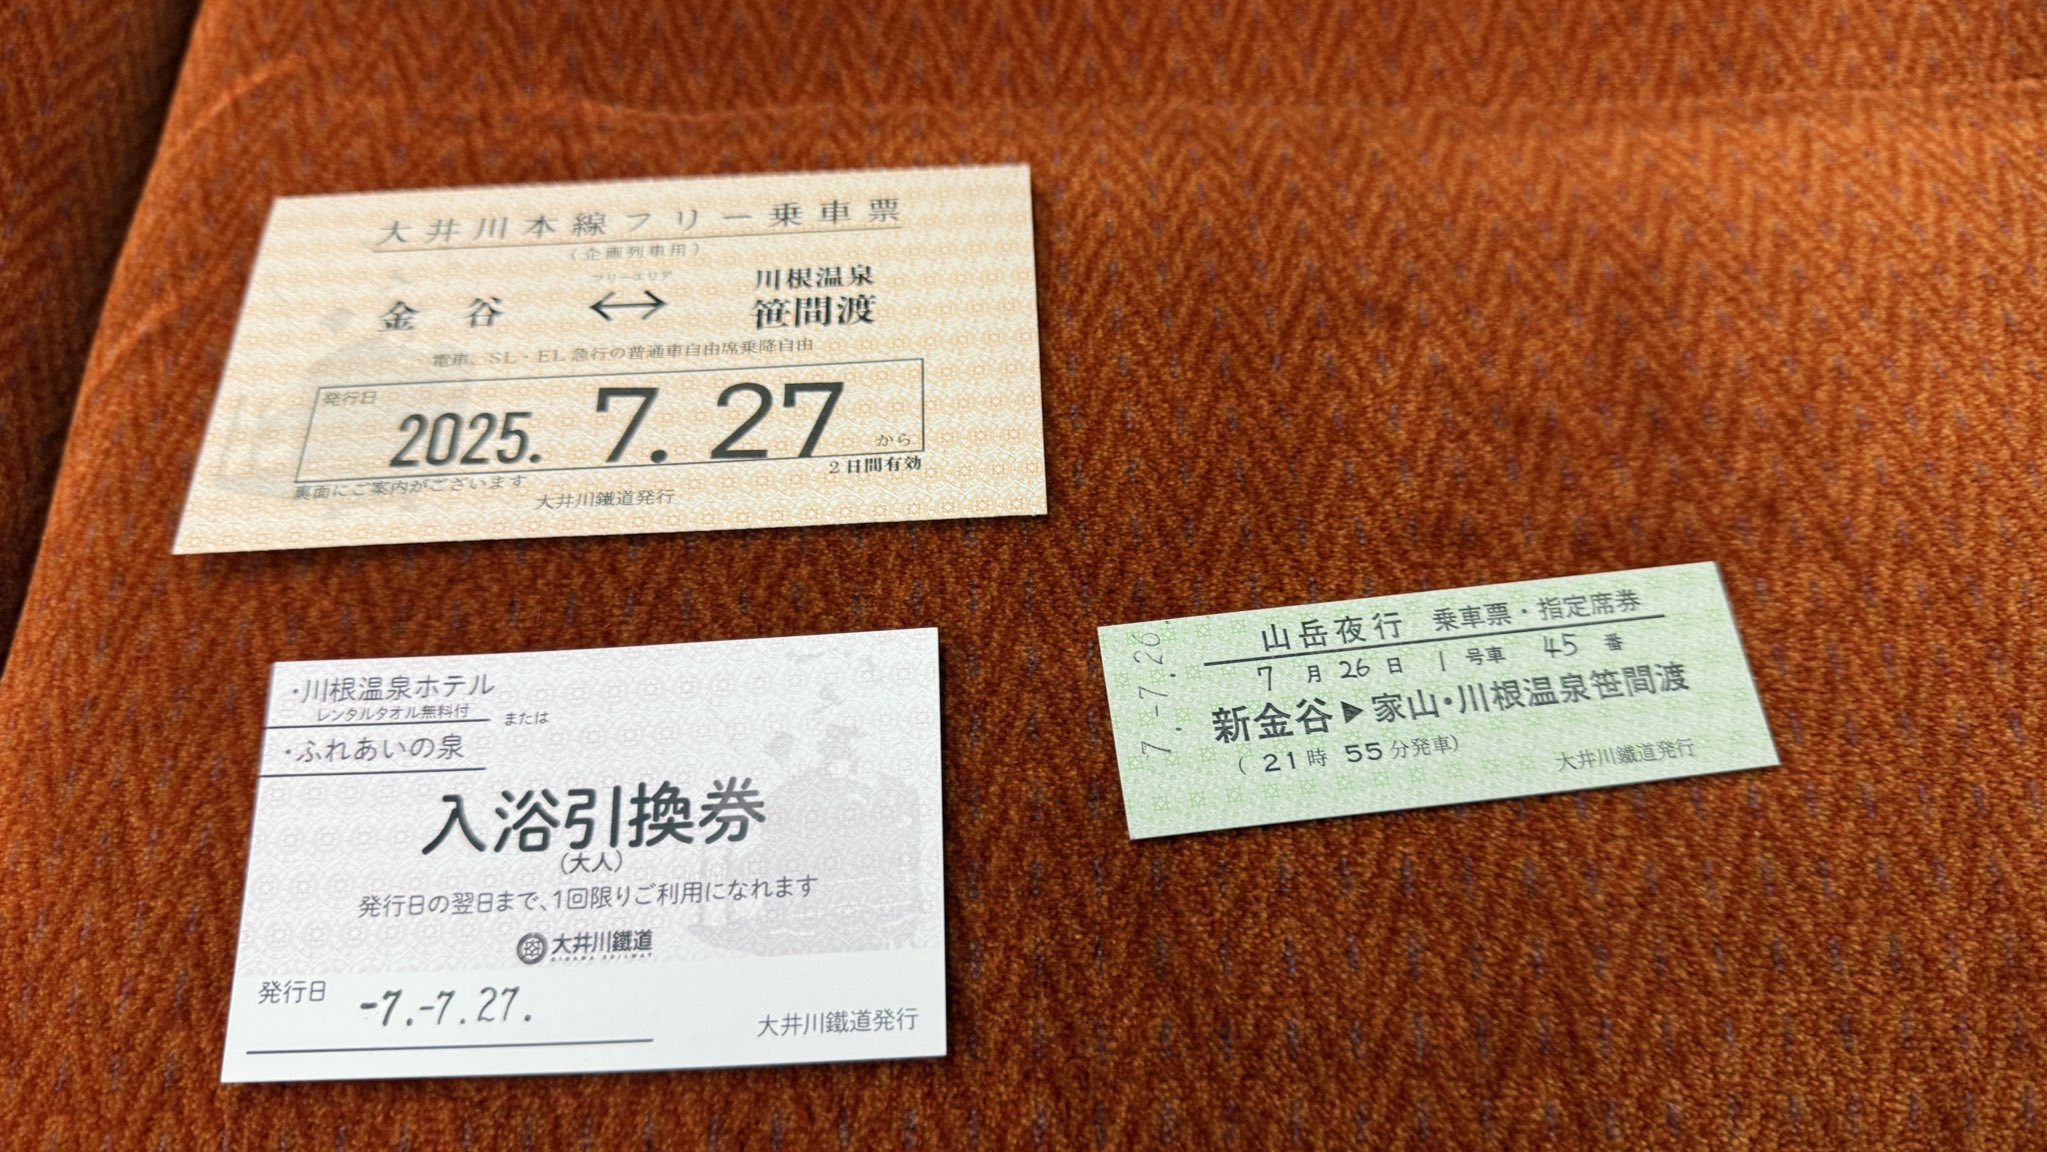 大井川本線フリー乗車票
(企画列車用)
フリーエリア
金谷 ↔ 川根温泉笹間渡
電車、SL・EL急行の普通車自由席乗降自由
発行日
2025. 7. 27 から
2日間有効
裏面にご案内がございます
大井川鐵道発行
・川根温泉ホテル
レンタルタオル無料付
または
・ふれあいの泉
入浴引換券
(大人)
発行日の翌日まで、1回限りご利用になれます
大井川鐵道
OIGAWA RAILWAY
発行日 -7.-7.27.
大井川鐵道発行
-7.-7.26.
山岳夜行 乗車票・指定席券
7月26日 1号車 45番
新金谷▶家山・川根温泉笹間渡
(21時55分発車)
大井川鐵道発行